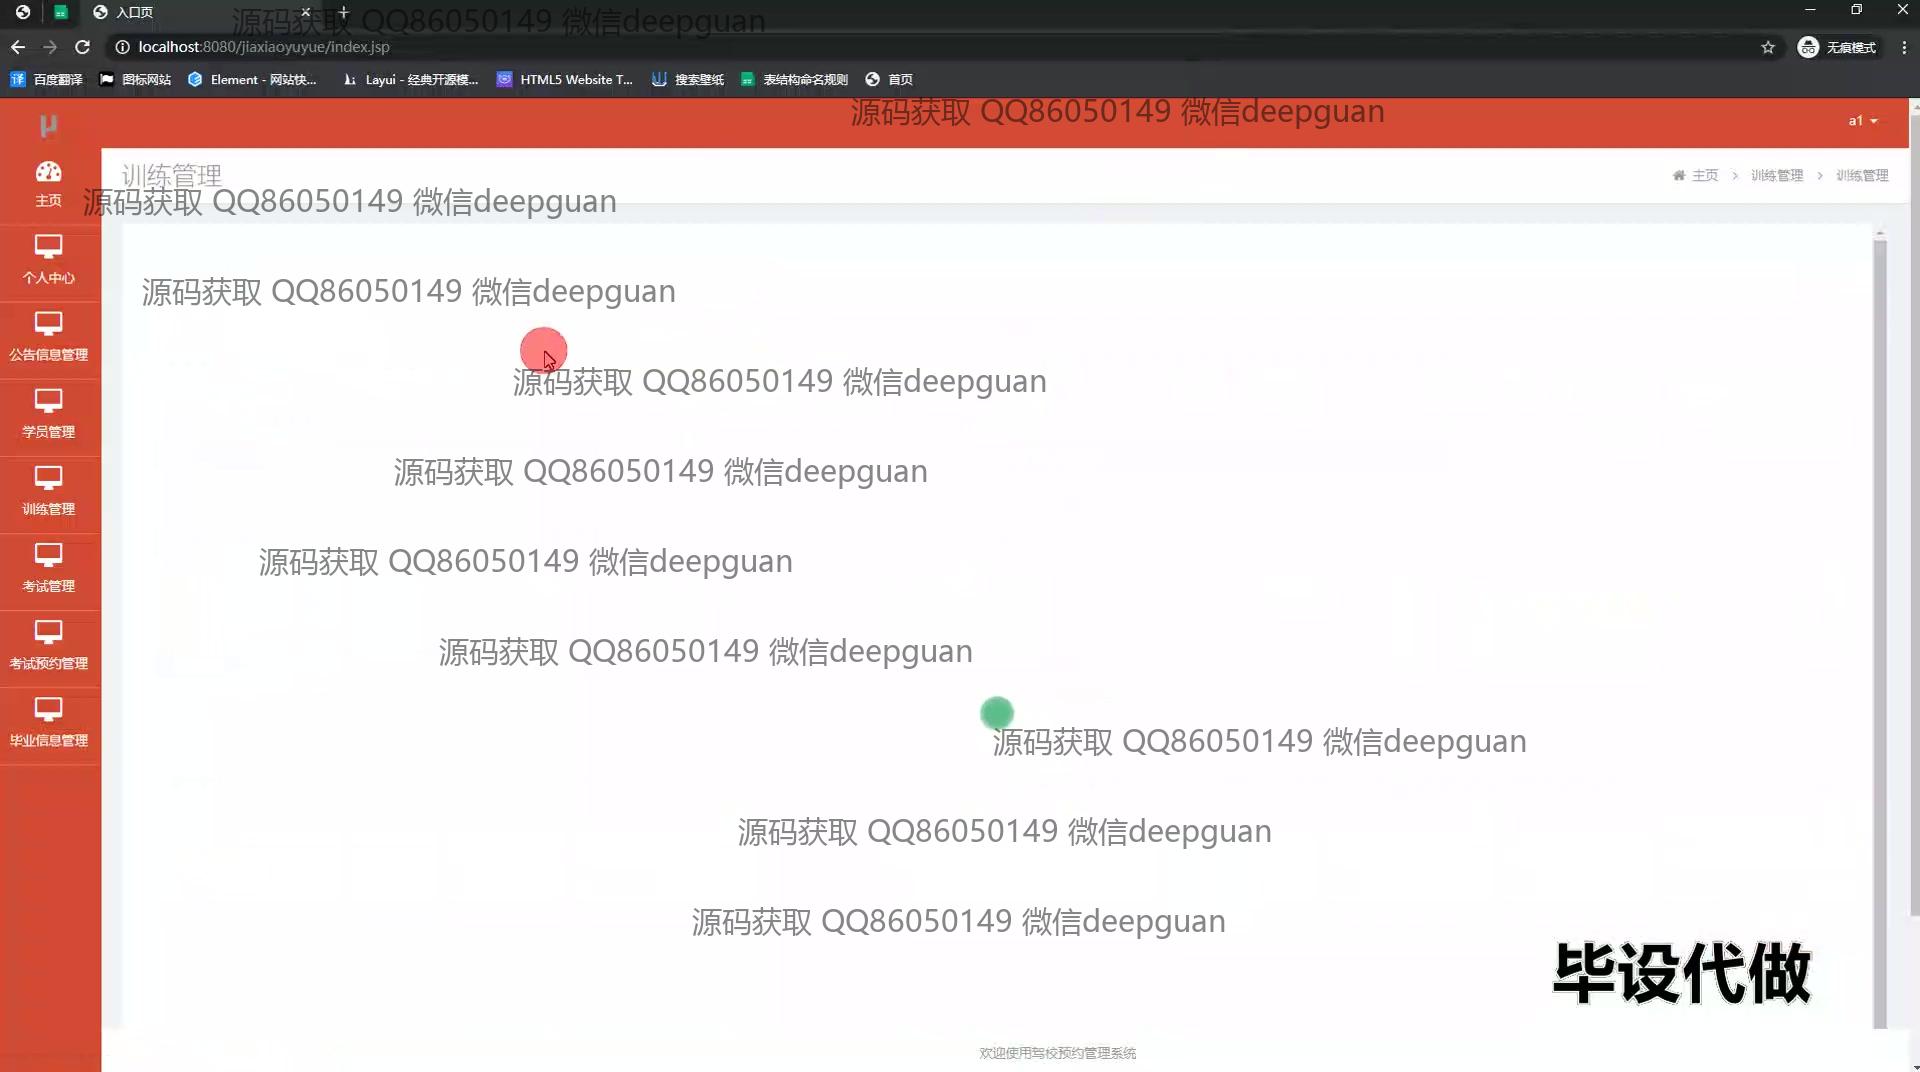 入口页
源码获取 QQ86050149 微信deepguan
localhost:8080/jiaxiaoyuyue/index.jsp
无痕模式
百度翻译
图标网站
Element - 网站快...
Layui - 经典开源模...
HTML5 Website T...
搜索壁纸
表结构命名规则
首页
源码获取 QQ86050149 微信deepguan
a1
训练管理
主页 > 训练管理 > 训练管理
主页
源码获取 QQ86050149 微信deepguan
个人中心
源码获取 QQ86050149 微信deepguan
公告信息管理
源码获取 QQ86050149 微信deepguan
学员管理
源码获取 QQ86050149 微信deepguan
训练管理
源码获取 QQ86050149 微信deepguan
考试管理
源码获取 QQ86050149 微信deepguan
考试预约管理
源码获取 QQ86050149 微信deepguan
毕业信息管理
源码获取 QQ86050149 微信deepguan
源码获取 QQ86050149 微信deepguan
毕设代做
欢迎使用驾校预约管理系统